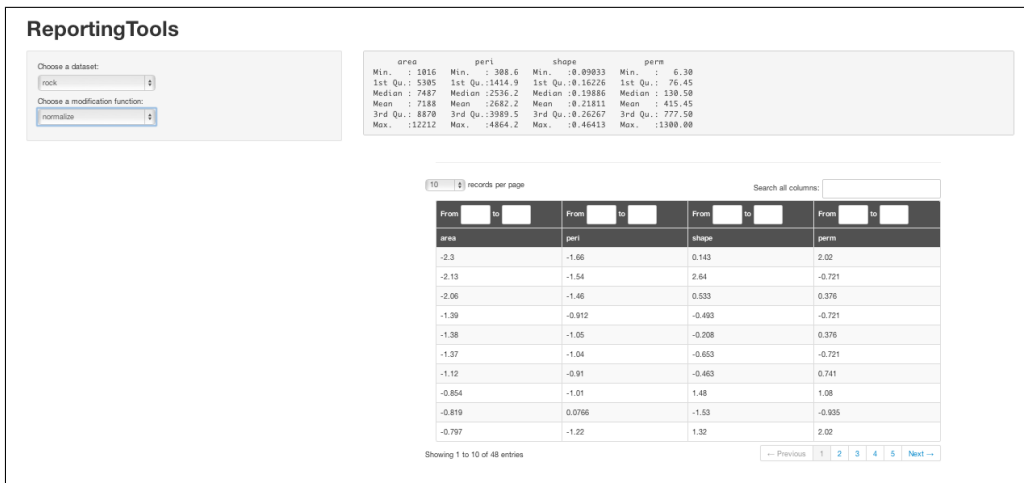 ReportingTools
Choose a dataset:
rock
Choose a modification function:
normalize
area peri shape perm
Min. : 1016 Min. : 308.6 Min. :0.09033 Min. : 6.30
1st Qu.: 5305 1st Qu.:1414.9 1st Qu.:0.16226 1st Qu.: 76.45
Median : 7487 Median :2536.2 Median :0.19886 Median : 130.50
Mean : 7188 Mean :2682.2 Mean :0.21811 Mean : 415.45
3rd Qu.: 8870 3rd Qu.:3989.5 3rd Qu.:0.26267 3rd Qu.: 777.50
Max. :12212 Max. :4864.2 Max. :0.46413 Max. :1300.00
10 records per page Search all columns:
From to From to From to From to
area peri shape perm
-2.3 -1.66 0.143 2.02
-2.13 -1.54 2.64 -0.721
-2.06 -1.46 0.533 0.376
-1.39 -0.912 -0.493 -0.721
-1.38 -1.05 -0.208 0.376
-1.37 -1.04 -0.653 -0.721
-1.12 -0.91 -0.463 0.741
-0.854 -1.01 1.48 1.08
-0.819 0.0766 -1.53 -0.935
-0.797 -1.22 1.32 2.02
Showing 1 to 10 of 48 entries ← Previous 1 2 3 4 5 Next →